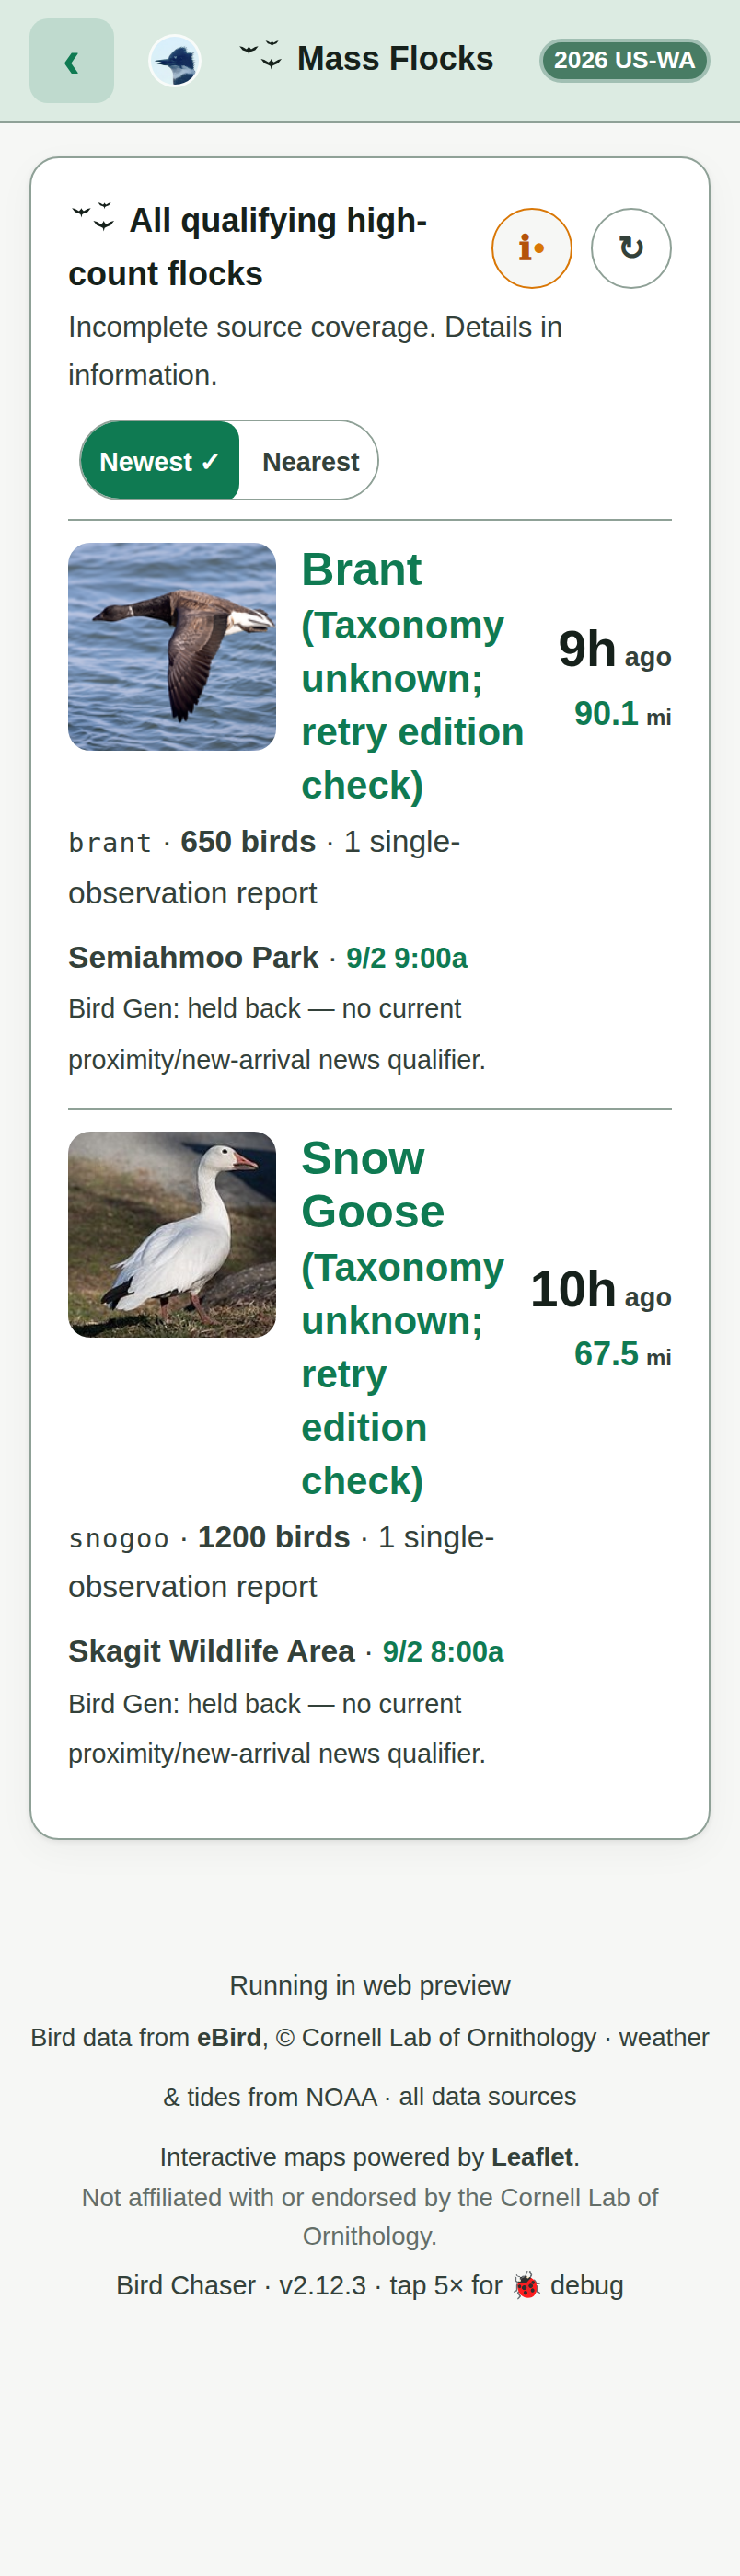 ‹ Mass Flocks 2026 US-WA
All qualifying high-
count flocks
ℹ• ↻
Incomplete source coverage. Details in
information.
Newest ✓ Nearest
Brant
(Taxonomy
unknown;
retry edition
check)
9h ago
90.1 mi
brant · 650 birds · 1 single-
observation report
Semiahmoo Park · 9/2 9:00a
Bird Gen: held back — no current
proximity/new-arrival news qualifier.
Snow
Goose
(Taxonomy
unknown;
retry
edition
check)
10h ago
67.5 mi
snogoo · 1200 birds · 1 single-
observation report
Skagit Wildlife Area · 9/2 8:00a
Bird Gen: held back — no current
proximity/new-arrival news qualifier.
Running in web preview
Bird data from eBird, © Cornell Lab of Ornithology · weather
& tides from NOAA · all data sources
Interactive maps powered by Leaflet.
Not affiliated with or endorsed by the Cornell Lab of
Ornithology.
Bird Chaser · v2.12.3 · tap 5× for 🐞 debug